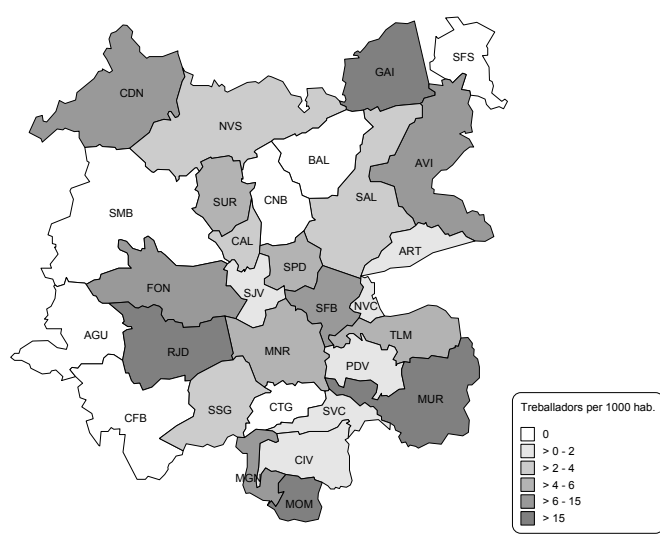 SFS
GAI
CDN
NVS
BAL
AVI
SUR
CNB
SAL
SMB
CAL
ART
SPD
FON
SJV
SFB
NVC
AGU
TLM
RJD
MNR
PDV
MUR
CFB
SSG
CTG
SVC
CIV
MGN
MOM
Treballadors per 1000 hab.
0
> 0 - 2
> 2 - 4
> 4 - 6
> 6 - 15
> 15